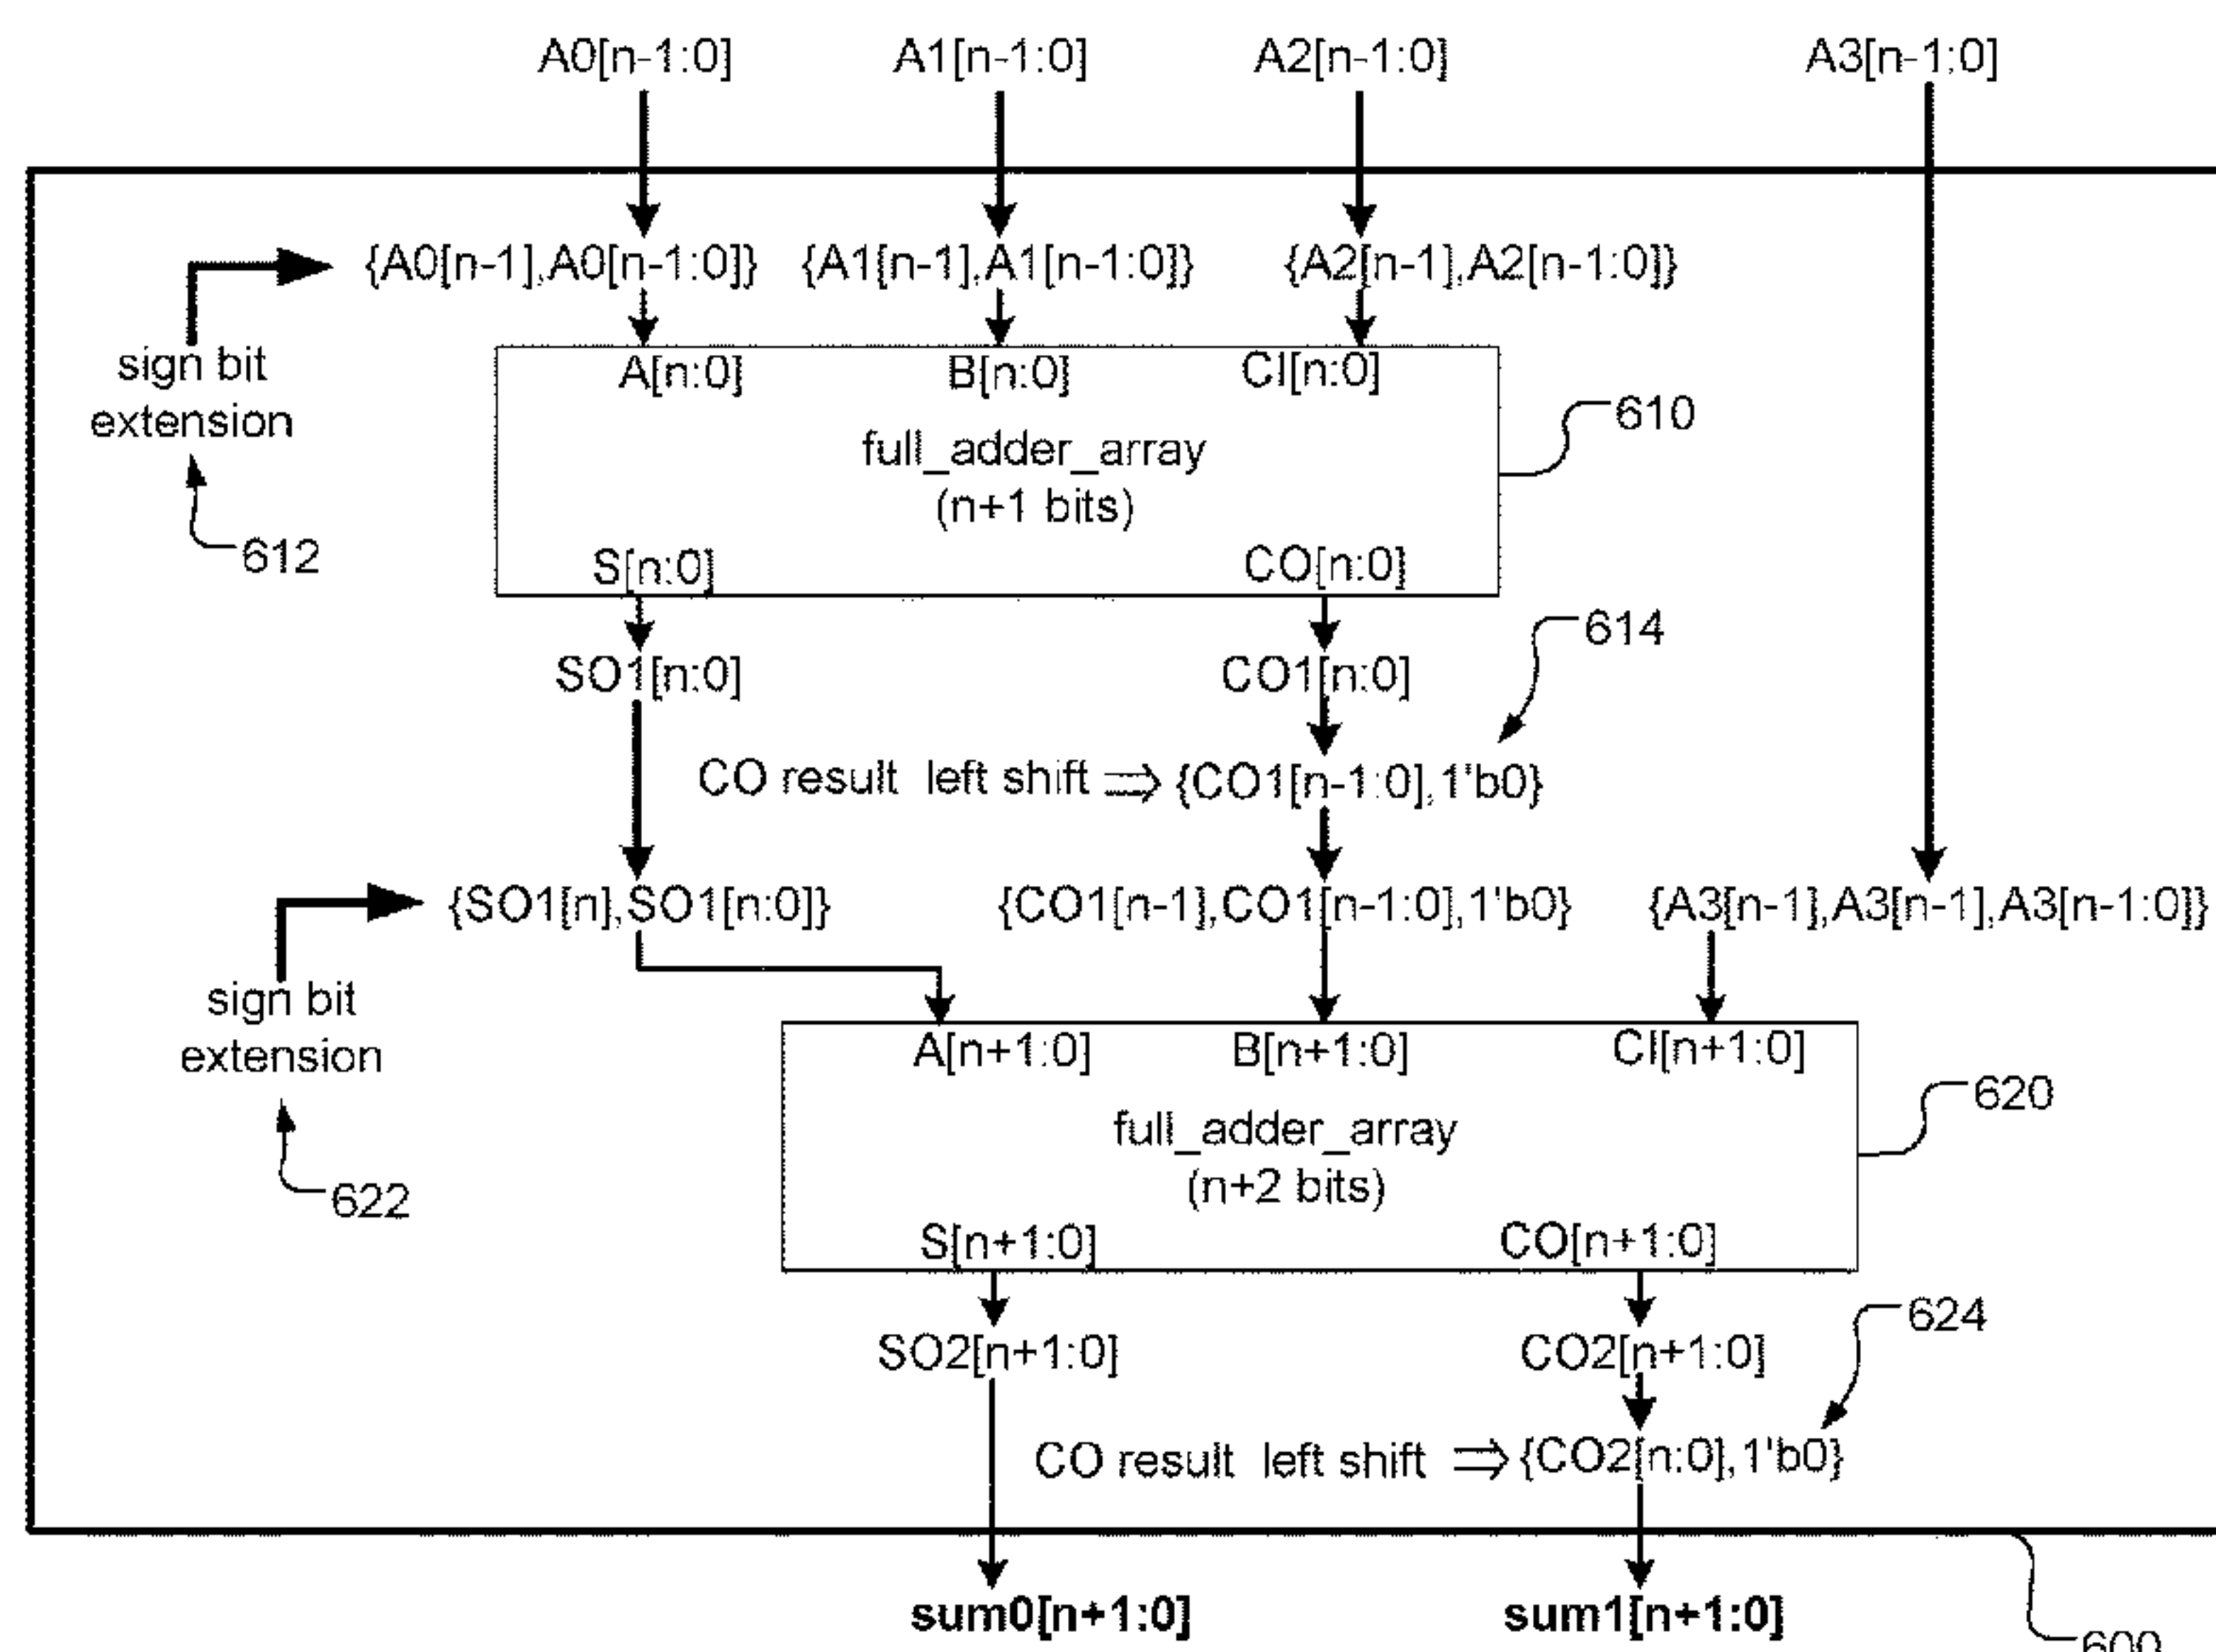 A0[n-1:0] A1[n-1:0] A2[n-1:0] A3[n-1:0]
{A0[n-1],A0[n-1:0]} {A1[n-1],A1[n-1:0]} {A2[n-1],A2[n-1:0]}
sign bit
extension
612
A[n:0] B[n:0] CI[n:0]
full_adder_array
(n+1 bits)
610
S[n:0] CO[n:0]
614
SO1[n:0] CO1[n:0]
CO result left shift ⇒ {CO1[n-1:0],1'b0}
{SO1[n],SO1[n:0]} {CO1[n-1],CO1[n-1:0],1'b0} {A3[n-1],A3[n-1],A3[n-1:0]}
sign bit
extension
622
A[n+1:0] B[n+1:0] CI[n+1:0]
full_adder_array
(n+2 bits)
620
S[n+1:0] CO[n+1:0]
624
SO2[n+1:0] CO2[n+1:0]
CO result left shift ⇒ {CO2[n:0],1'b0}
sum0[n+1:0] sum1[n+1:0]
600